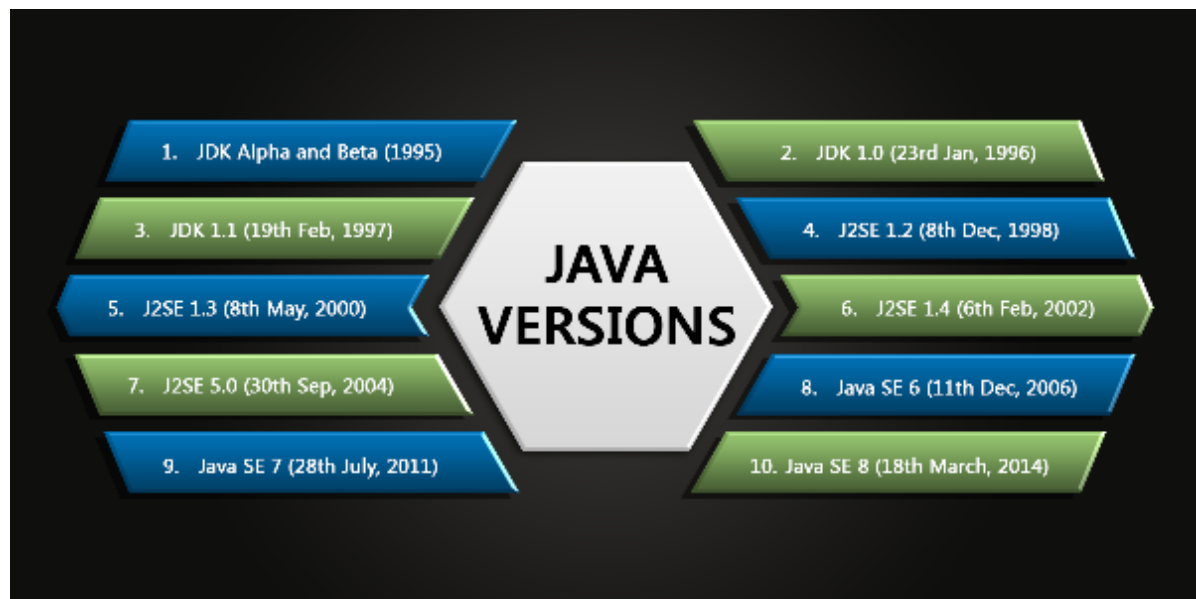 1. JDK Alpha and Beta (1995)
2. JDK 1.0 (23rd Jan, 1996)
3. JDK 1.1 (19th Feb, 1997)
4. J2SE 1.2 (8th Dec, 1998)
JAVA
VERSIONS
5. J2SE 1.3 (8th May, 2000)
6. J2SE 1.4 (6th Feb, 2002)
7. J2SE 5.0 (30th Sep, 2004)
8. Java SE 6 (11th Dec, 2006)
9. Java SE 7 (28th July, 2011)
10. Java SE 8 (18th March, 2014)